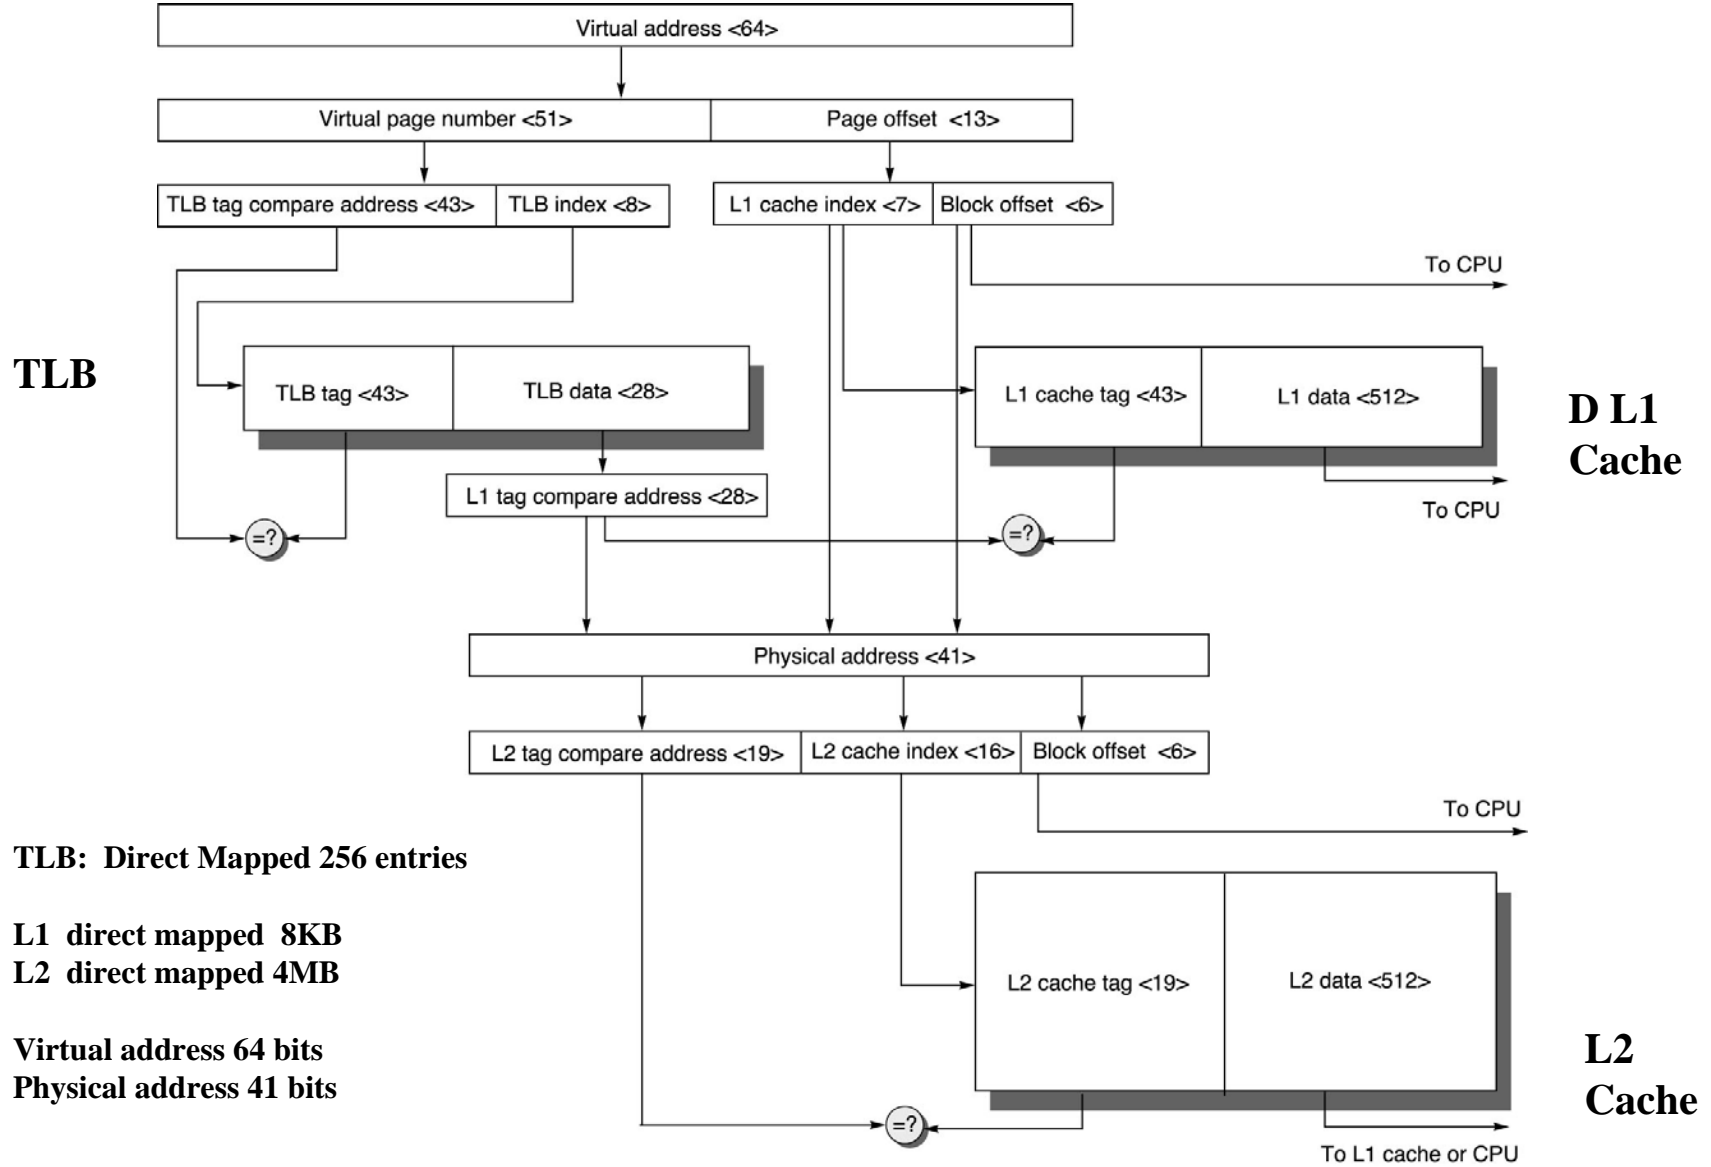 Virtual address <64>
Virtual page number <51>
Page offset <13>
TLB tag compare address <43>
TLB index <8>
L1 cache index <7>
Block offset <6>
To CPU
TLB
TLB tag <43>
TLB data <28>
L1 cache tag <43>
L1 data <512>
D L1
Cache
L1 tag compare address <28>
To CPU
=?
=?
Physical address <41>
L2 tag compare address <19>
L2 cache index <16>
Block offset <6>
To CPU
TLB: Direct Mapped 256 entries
L1 direct mapped 8KB
L2 direct mapped 4MB
Virtual address 64 bits
Physical address 41 bits
L2 cache tag <19>
L2 data <512>
L2
Cache
=?
To L1 cache or CPU